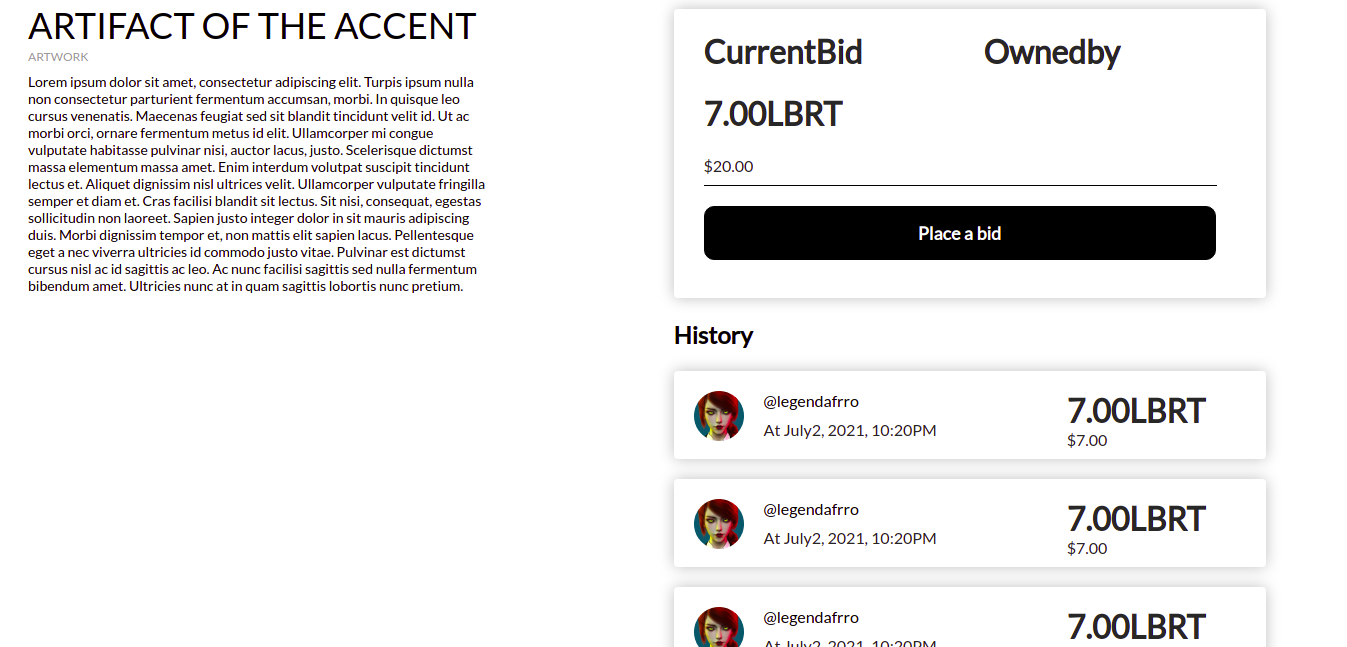 ARTIFACT OF THE ACCENT
ARTWORK
Lorem ipsum dolor sit amet, consectetur adipiscing elit. Turpis ipsum nulla
non consectetur parturient fermentum accumsan, morbi. In quisque leo
cursus venenatis. Maecenas feugiat sed sit blandit tincidunt velit id. Ut ac
morbi orci, ornare fermentum metus id elit. Ullamcorper mi congue
vulputate habitasse pulvinar nisi, auctor lacus, justo. Scelerisque dictumst
massa elementum massa amet. Enim interdum volutpat suscipit tincidunt
lectus et. Aliquet dignissim nisl ultrices velit. Ullamcorper vulputate fringilla
semper et diam et. Cras facilisi blandit sit lectus. Sit nisi, consequat, egestas
sollicitudin non laoreet. Sapien justo integer dolor in sit mauris adipiscing
duis. Morbi dignissim tempor et, non mattis elit sapien lacus. Pellentesque
eget a nec viverra ultricies id commodo justo vitae. Pulvinar est dictumst
cursus nisl ac id sagittis ac leo. Ac nunc facilisi sagittis sed nulla fermentum
bibendum amet. Ultricies nunc at in quam sagittis lobortis nunc pretium.
CurrentBid
Ownedby
7.00LBRT
$20.00
Place a bid
History
@legendafrro
At July2, 2021, 10:20PM
7.00LBRT
$7.00
@legendafrro
At July2, 2021, 10:20PM
7.00LBRT
$7.00
@legendafrro
At July2, 2021, 10:20PM
7.00LBRT